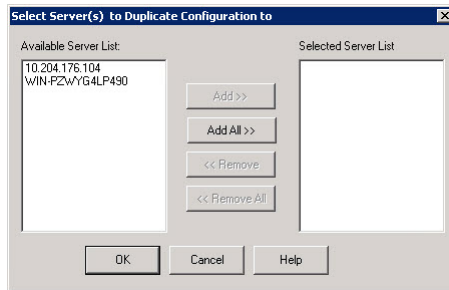 Select Server(s) to Duplicate Configuration to
Available Server List:
Selected Server List
10.204.176.104
WIN-PZWYG4LP490
Add >>
Add All >>
<< Remove
<< Remove All
OK
Cancel
Help